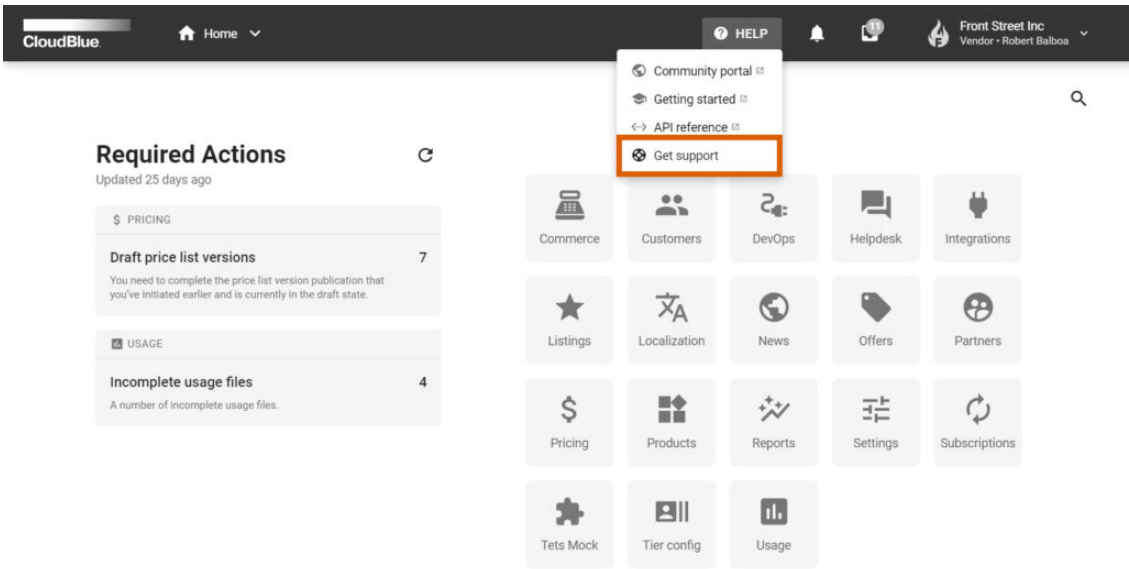 CloudBlue.
Home
HELP
11
Front Street Inc
Vendor • Robert Balboa
Community portal
Getting started
API reference
Get support
Required Actions
Updated 25 days ago
$ PRICING
Draft price list versions 7
You need to complete the price list version publication that
you've initiated earlier and is currently in the draft state.
USAGE
Incomplete usage files 4
A number of incomplete usage files.
Commerce Customers DevOps Helpdesk Integrations
Listings Localization News Offers Partners
Pricing Products Reports Settings Subscriptions
Tets Mock Tier config Usage